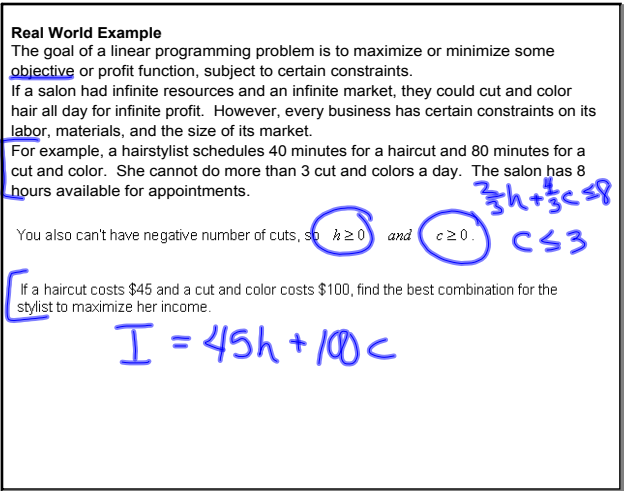 Real World Example
The goal of a linear programming problem is to maximize or minimize some
objective or profit function, subject to certain constraints.
If a salon had infinite resources and an infinite market, they could cut and color
hair all day for infinite profit.  However, every business has certain constraints on its
labor, materials, and the size of its market.
For example, a hairstylist schedules 40 minutes for a haircut and 80 minutes for a
cut and color.  She cannot do more than 3 cut and colors a day.  The salon has 8
hours available for appointments.
2/3 h + 4/3 c ≤ 8
You also can't have negative number of cuts, so h ≥ 0 and c ≥ 0.
c ≤ 3
If a haircut costs $45 and a cut and color costs $100, find the best combination for the
stylist to maximize her income.
I = 45h + 100c